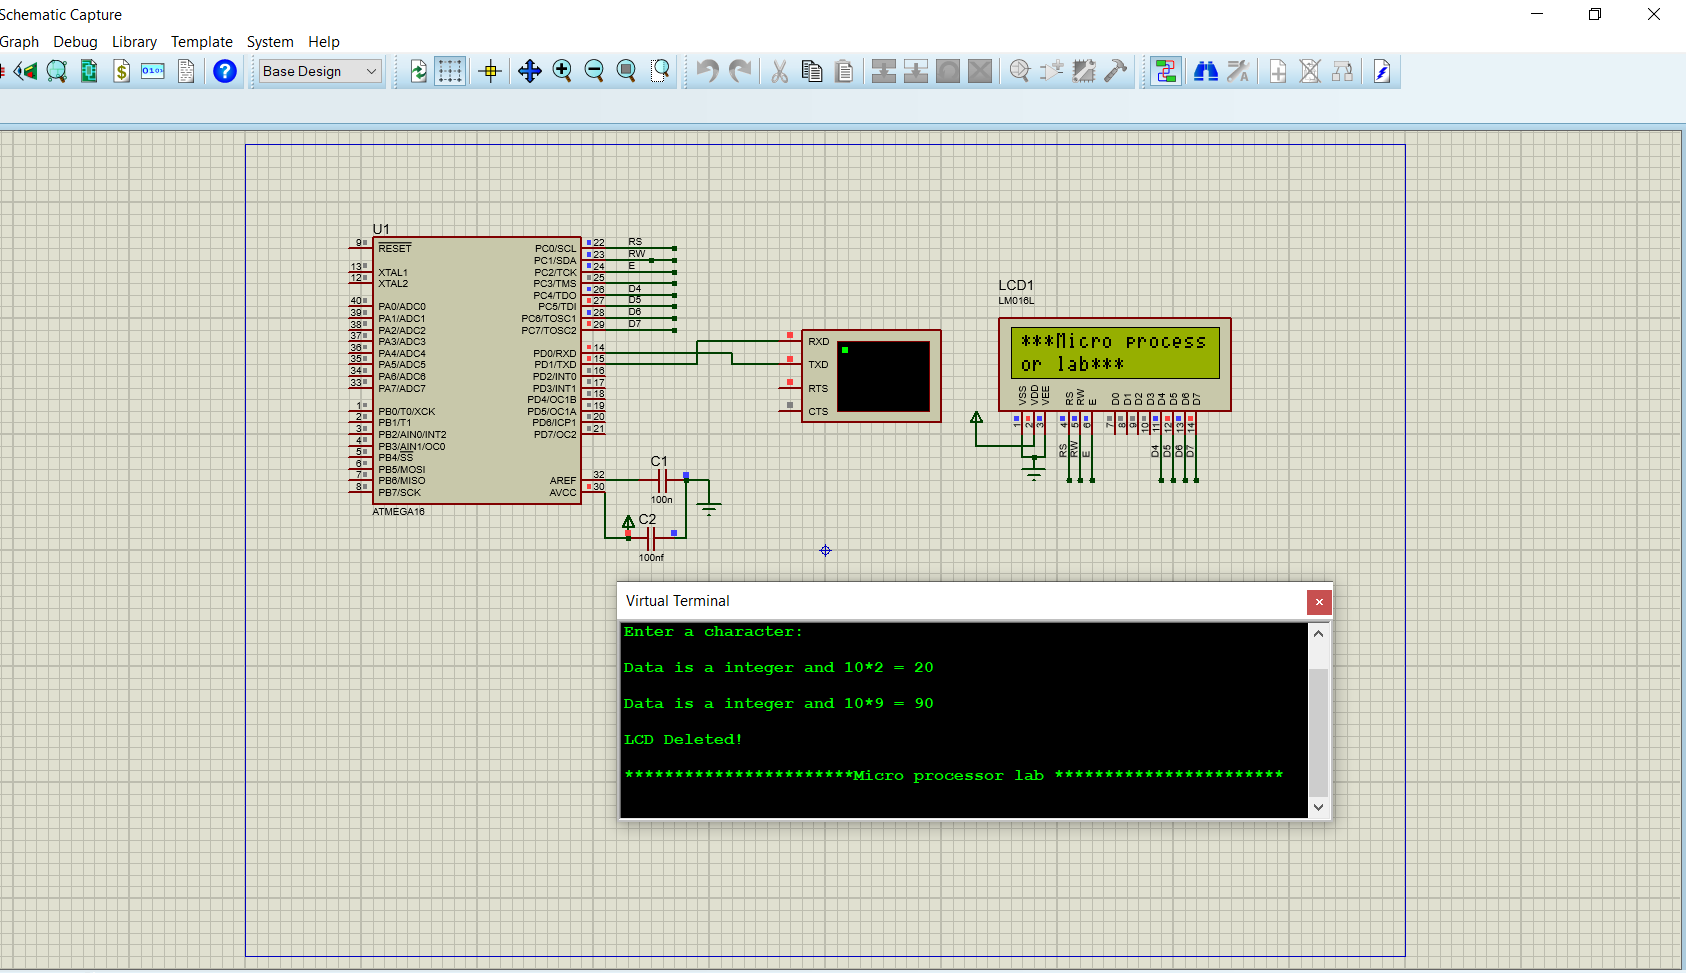 Schematic Capture
Graph Debug Library Template System Help
Base Design
U1
9 RESET
13 XTAL1
12 XTAL2
40 PA0/ADC0
39 PA1/ADC1
38 PA2/ADC2
37 PA3/ADC3
36 PA4/ADC4
35 PA5/ADC5
34 PA6/ADC6
33 PA7/ADC7
1 PB0/T0/XCK
2 PB1/T1
3 PB2/AIN0/INT2
4 PB3/AIN1/OC0
5 PB4/SS
6 PB5/MOSI
7 PB6/MISO
8 PB7/SCK
PC0/SCL 22 RS
PC1/SDA 23 RW
PC2/TCK 24 E
PC3/TMS 25
PC4/TDO 26 D4
PC5/TDI 27 D5
PC6/TOSC1 28 D6
PC7/TOSC2 29 D7
PD0/RXD 14
PD1/TXD 15
PD2/INT0 16
PD3/INT1 17
PD4/OC1B 18
PD5/OC1A 19
PD6/ICP1 20
PD7/OC2 21
AREF 32
AVCC 30
ATMEGA16
C1
100n
C2
100nf
RXD
TXD
RTS
CTS
LCD1
LM016L
***Micro process
or lab***
VSS VDD VEE RS RW E D0 D1 D2 D3 D4 D5 D6 D7
1 2 3 4 5 6 7 8 9 10 11 12 13 14
RS RW E D4 D5 D6 D7
Virtual Terminal
Enter a character:
Data is a integer and 10*2 = 20
Data is a integer and 10*9 = 90
LCD Deleted!
***********************Micro processor lab ***********************